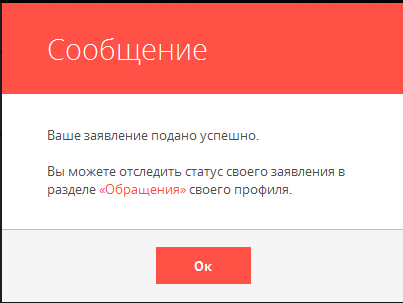 Сообщение
Ваше заявление подано успешно.
Вы можете отследить статус своего заявления в
разделе «Обращения» своего профиля.
Ок